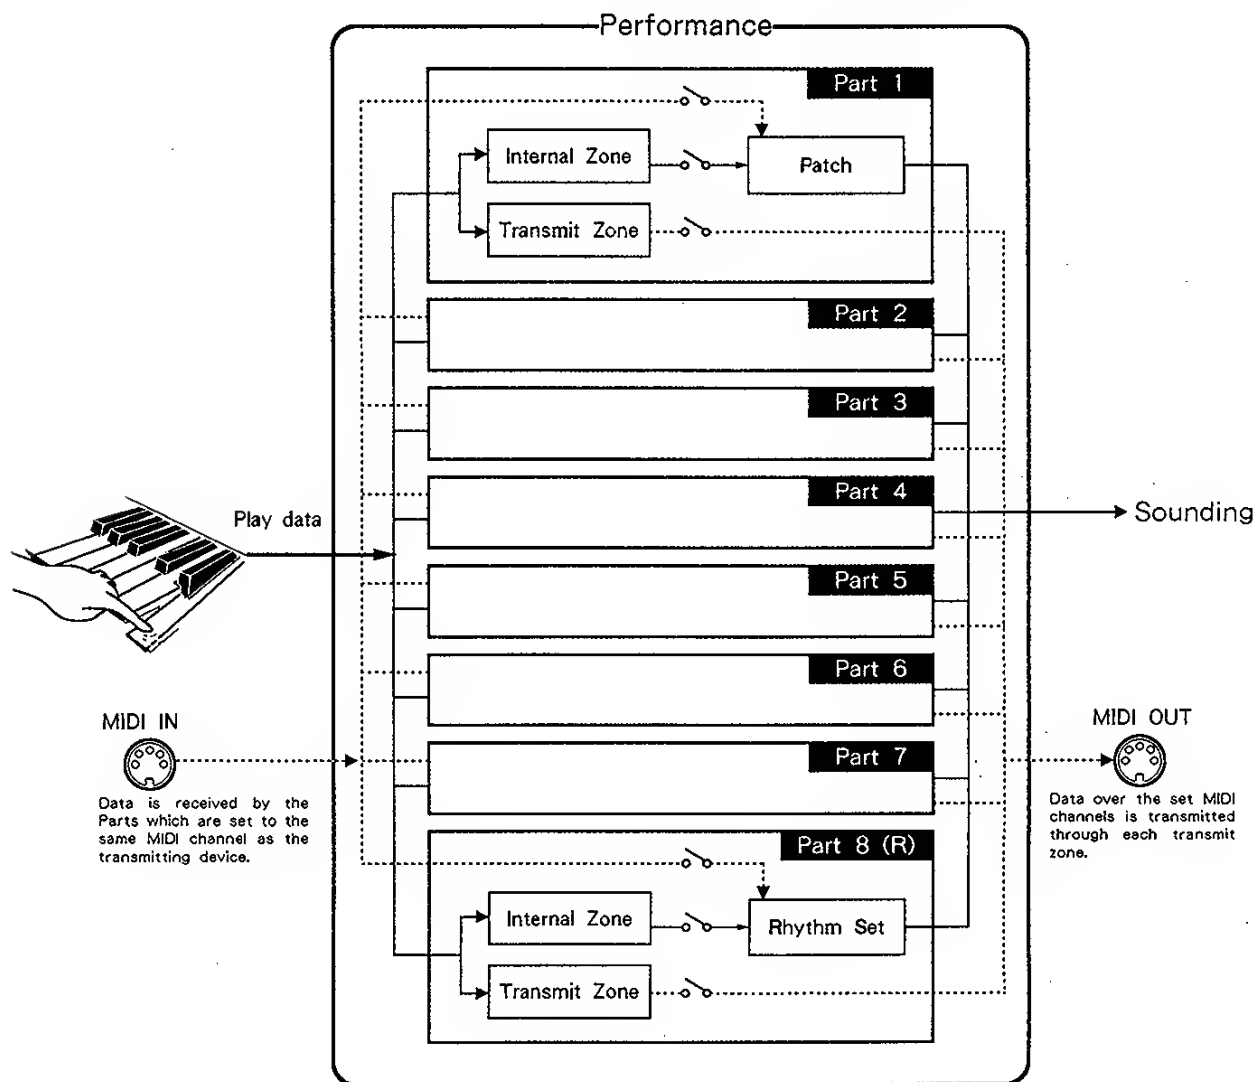 Performance
Part 1
Internal Zone
Patch
Transmit Zone
Part 2
Part 3
Part 4
Play data
Sounding
Part 5
Part 6
MIDI IN
Data is received by the
Parts which are set to the
same MIDI channel as the
transmitting device.
Part 7
MIDI OUT
Data over the set MIDI
channels is transmitted
through each transmit
zone.
Part 8 (R)
Internal Zone
Rhythm Set
Transmit Zone